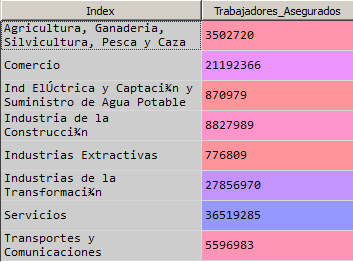 Index Trabajadores_Asegurados
Agricultura, Ganaderia,
Silvicultura, Pesca y Caza 3502720
Comercio 21192366
Ind ElÚctrica y Captaci¾n y
Suministro de Agua Potable 870979
Industria de la
Construcci¾n 8827989
Industrias Extractivas 776809
Industrias de la
Transformaci¾n 27856970
Servicios 36519285
Transportes y
Comunicaciones 5596983